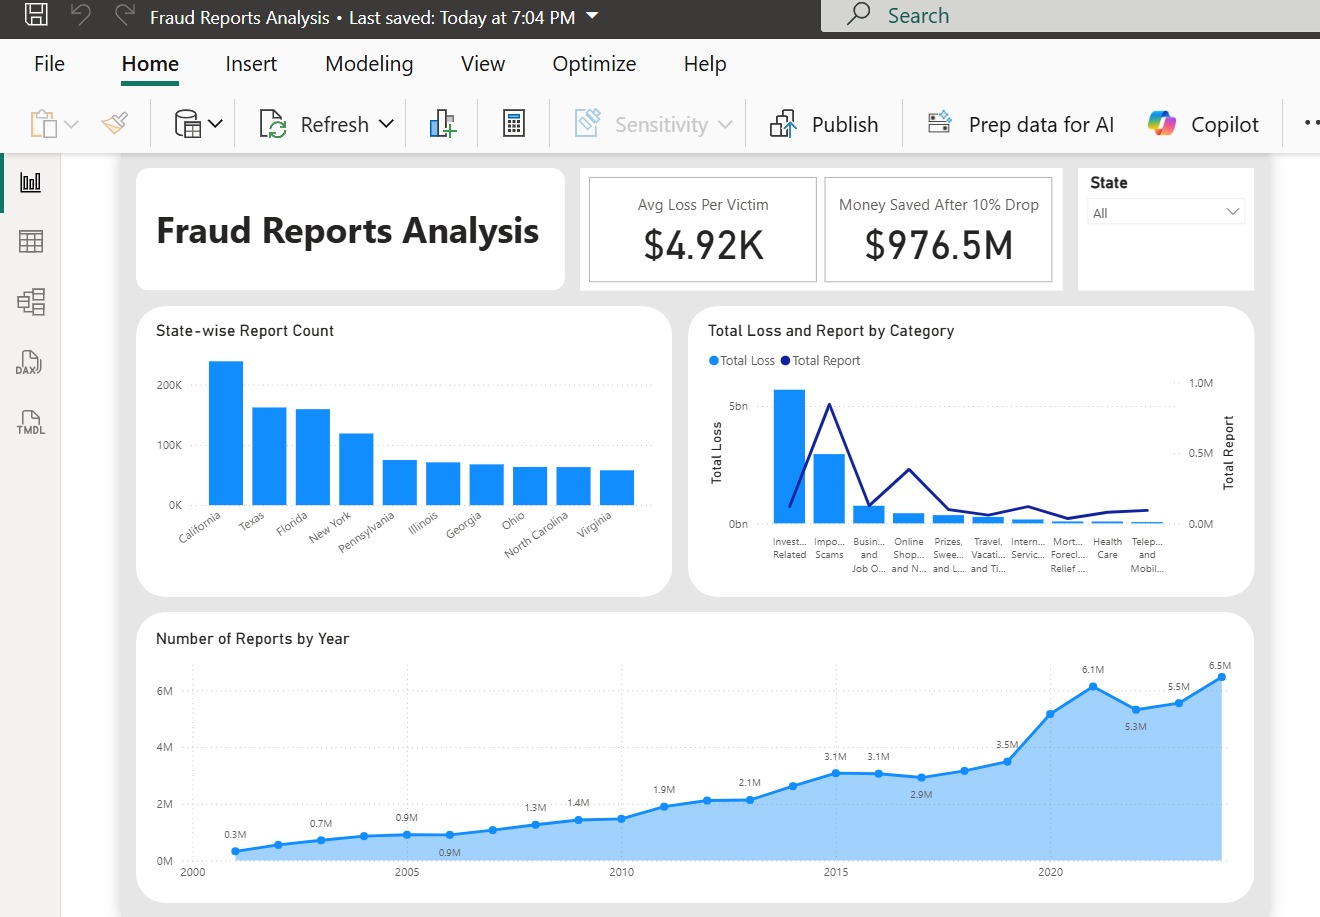 Fraud Reports Analysis • Last saved: Today at 7:04 PM
Search
File Home Insert Modeling View Optimize Help
Refresh Sensitivity Publish Prep data for AI Copilot
DAX
TMDL
Fraud Reports Analysis
Avg Loss Per Victim
$4.92K
Money Saved After 10% Drop
$976.5M
State
All
State-wise Report Count
200K
100K
0K
California Texas Florida New York Pennsylvania Illinois Georgia Ohio North Carolina Virginia
Total Loss and Report by Category
Total Loss Total Report
Total Loss
5bn
0bn
1.0M
0.5M
0.0M
Total Report
Invest...
Related
Impo...
Scams
Busin...
and
Job O...
Online
Shop...
and N...
Prizes,
Swee...
and L...
Travel,
Vacati...
and Ti...
Intern...
Servic...
Mort...
Forecl...
Relief ...
Health
Care
Telep...
and
Mobil...
Number of Reports by Year
6M
4M
2M
0M
0.3M 0.7M 0.9M 0.9M 1.3M 1.4M 1.9M 2.1M 3.1M 3.1M 2.9M 3.5M 6.1M 5.3M 5.5M 6.5M
2000 2005 2010 2015 2020